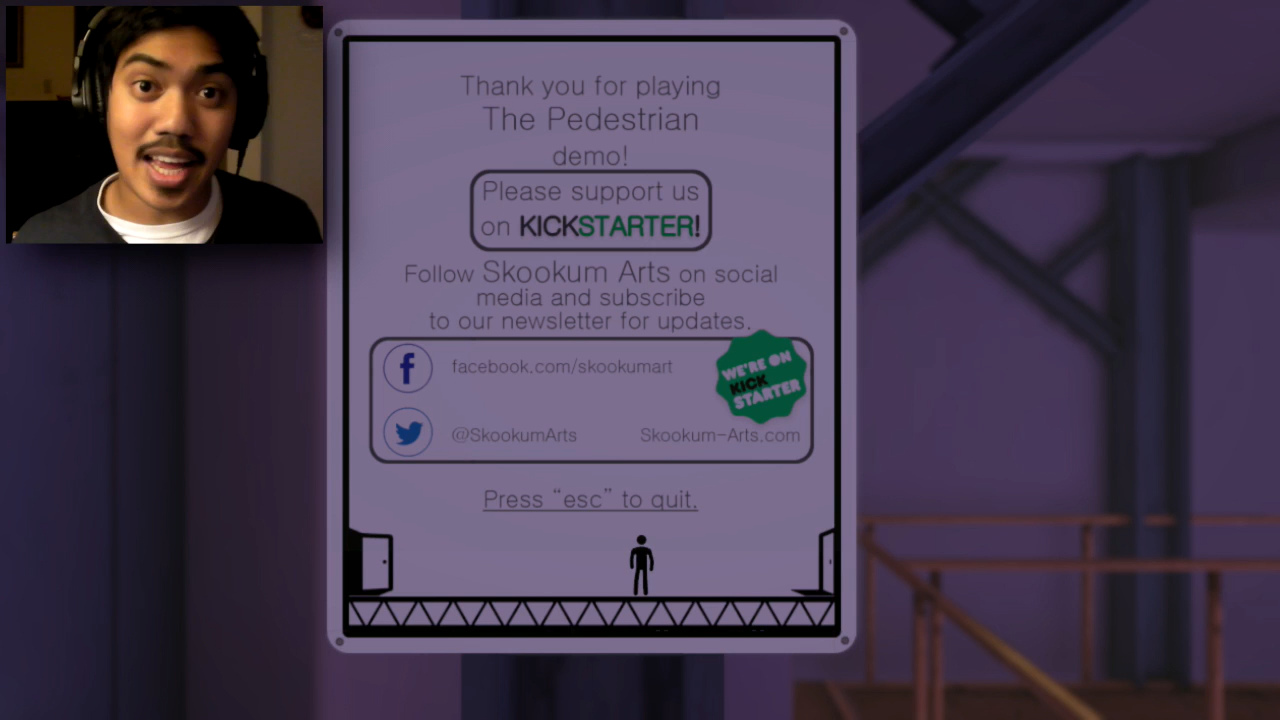 Thank you for playing
The Pedestrian
demo!
Please support us
on KICKSTARTER!
Follow Skookum Arts on social
media and subscribe
to our newsletter for updates.
facebook.com/skookumart
WE'RE ON
KICK
STARTER
@SkookumArts
Skookum-Arts.com
Press “esc” to quit.